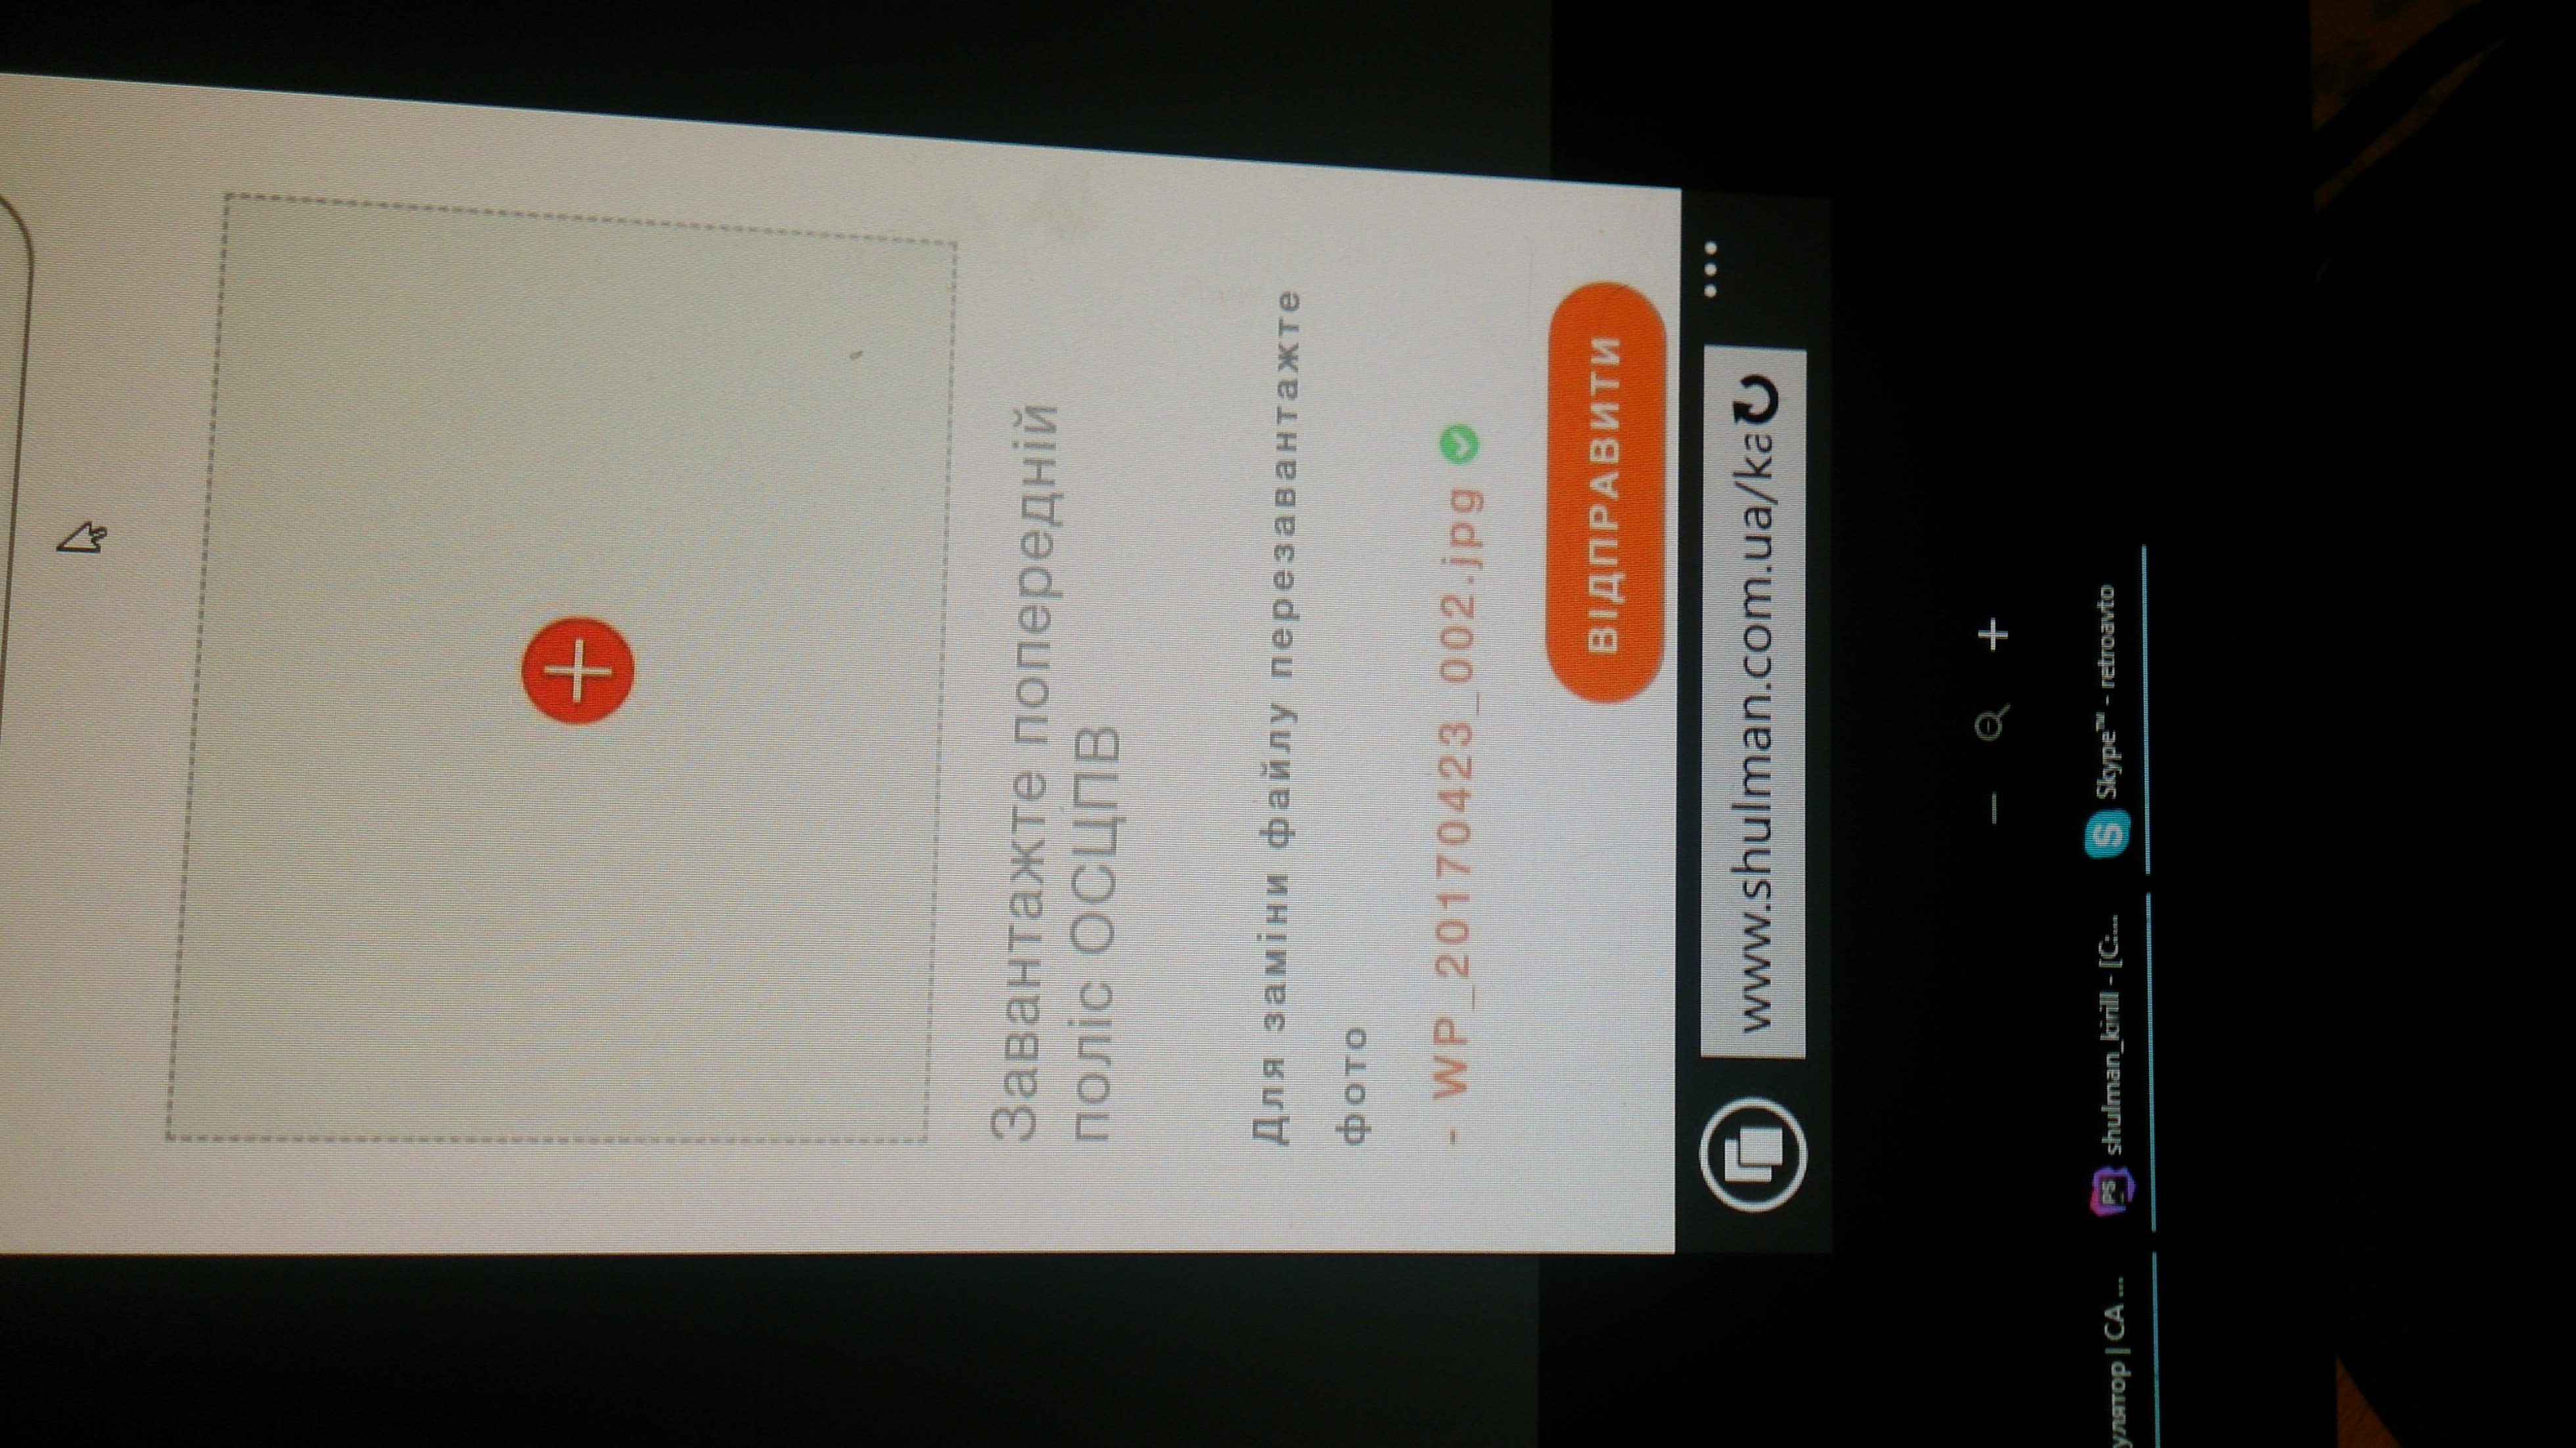 Завантажте попередній
поліс ОСЦПВ
Для заміни файлу перезавантажте
фото
- WP_20170423_002.jpg
ВІДПРАВИТИ
www.shulman.com.ua/ka
улятор | CA ...
PS shulman_kirill - [C:...
S Skype™ - retroavto